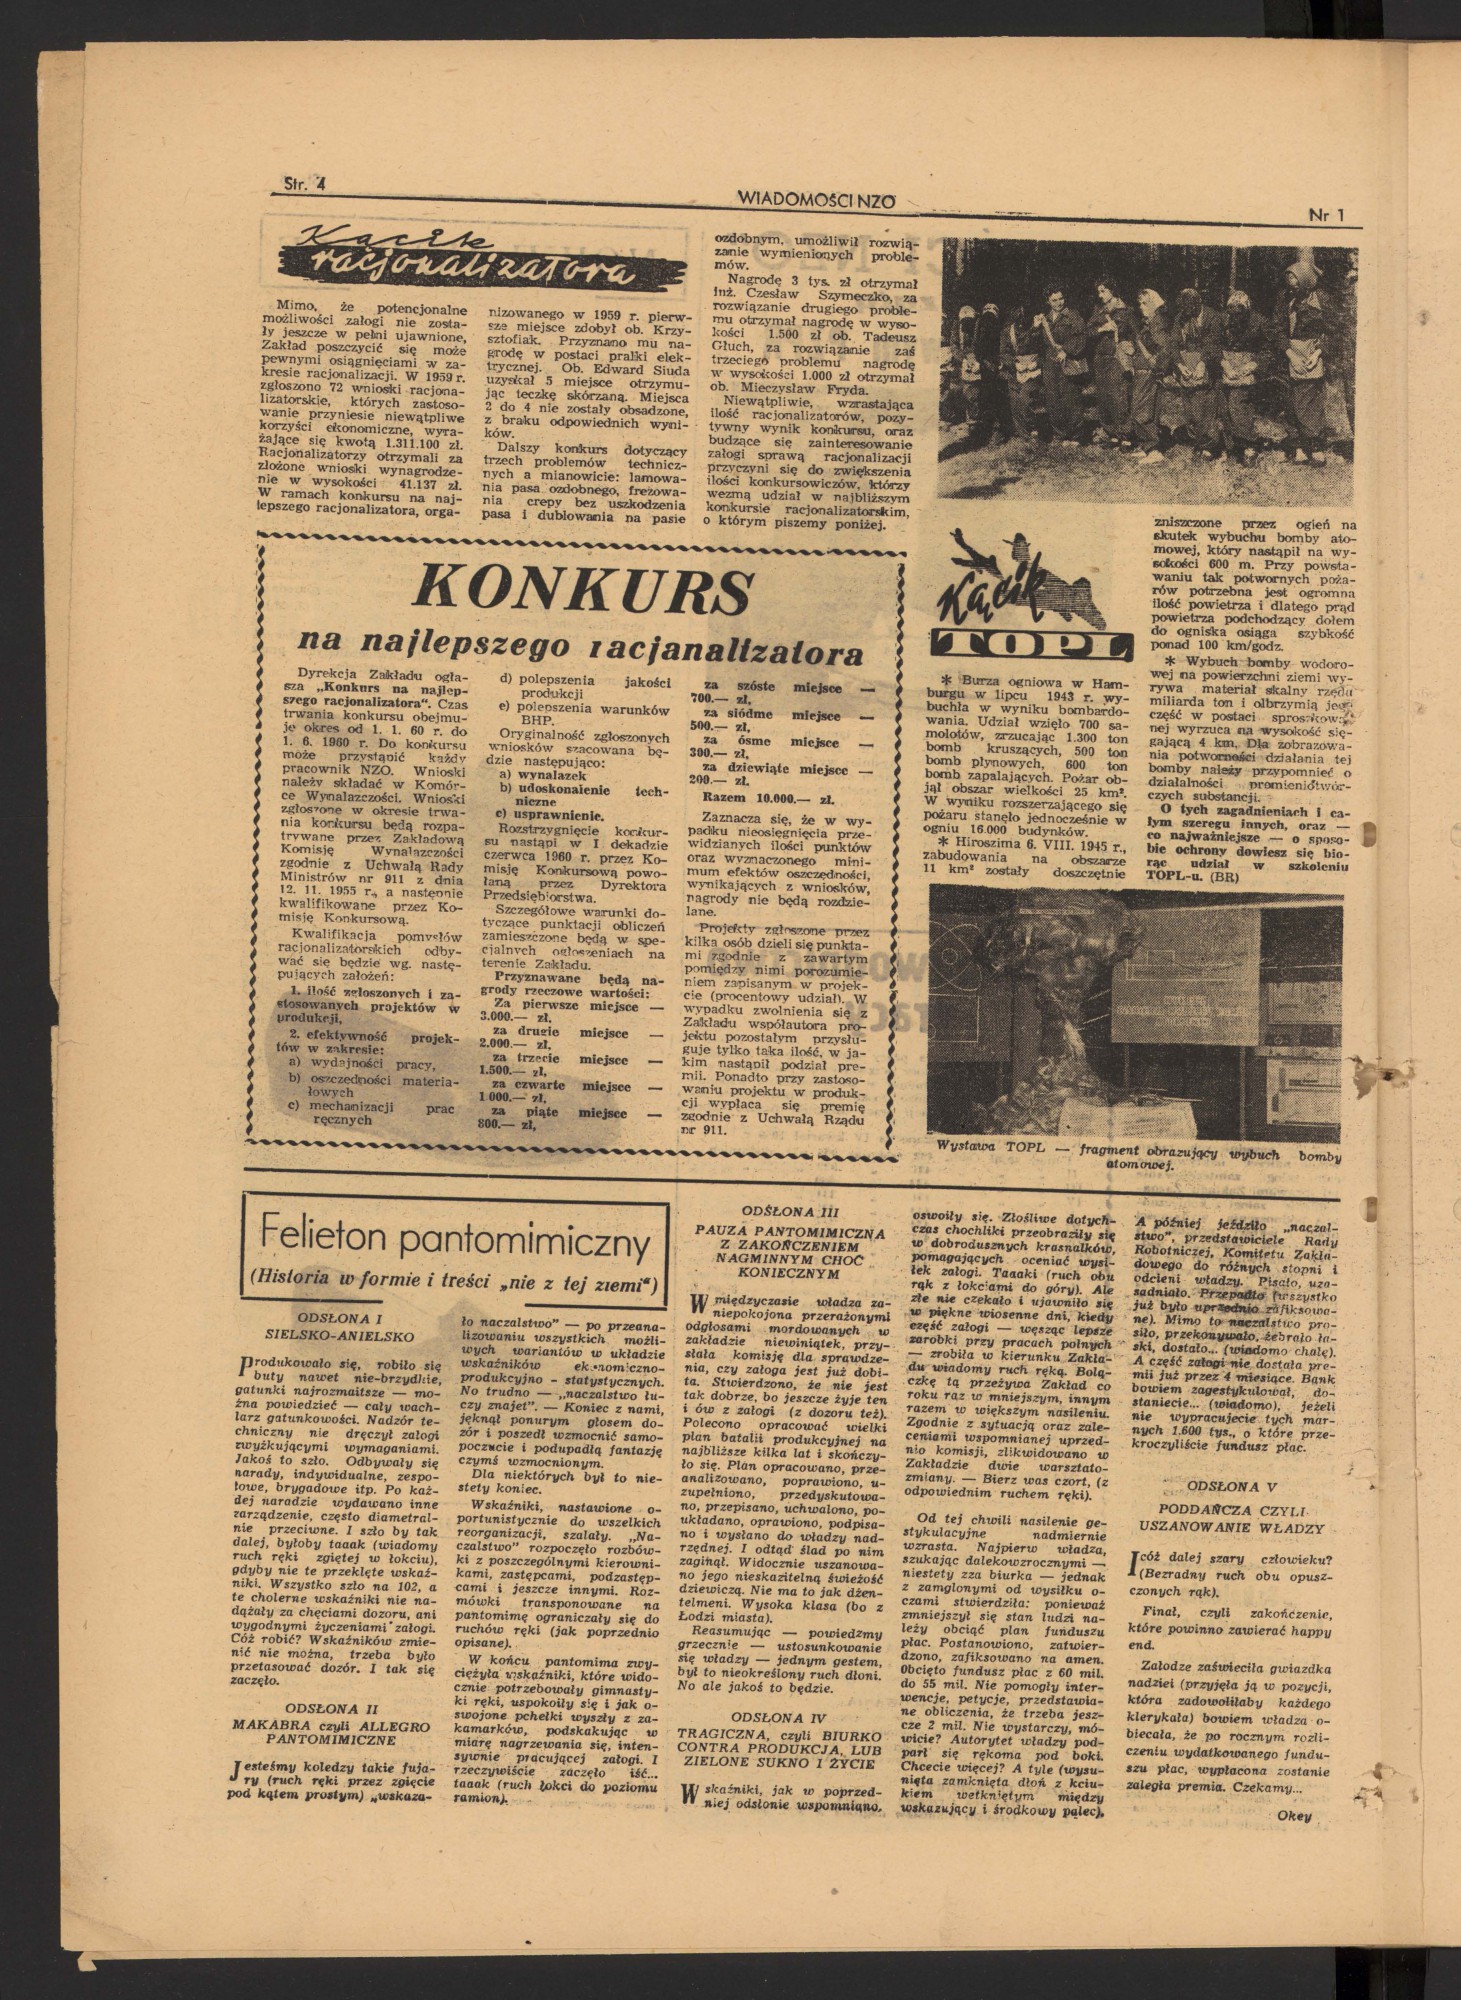 Str. 4
WIADOMOŚCI NZO
Nr 1
Kącik
racjonalizatora
Mimo, że potencjonalne
możliwości załogi nie zosta-
ły jeszcze w pełni ujawnione,
Zakład poszczycić się może
pewnymi osiągnięciami w za-
kresie racjonalizacji. W 1959 r.
zgłoszono 72 wnioski racjona-
lizatorskie, których zastoso-
wanie przyniesie niewątpliwe
korzyści ekonomiczne, wyra-
żające się kwotą 1.311.100 zł.
Racjonalizatorzy otrzymali za
złożone wnioski wynagrodze-
nie w wysokości 41.137 zł.
W ramach konkursu na naj-
lepszego racjonalizatora, orga-
nizowanego w 1959 r. pierw-
sze miejsce zdobył ob. Krzy-
sztofiak. Przyznano mu na-
grodę w postaci pralki elek-
trycznej. Ob. Edward Siuda
uzyskał 5 miejsce otrzymu-
jąc teczkę skórzaną. Miejsca
2 do 4 nie zostały obsadzone,
z braku odpowiednich wyni-
ków.
Dalszy konkurs dotyczący
trzech problemów technicz-
nych a mianowicie: lamowa-
nia pasa ozdobnego, frezowa-
nia crepy bez uszkodzenia
pasa i dublowania na pasie
ozdobnym, umożliwił rozwią-
zanie wymienionych proble-
mów.
Nagrodę 3 tys. zł otrzymał
inż. Czesław Szymeczko, za
rozwiązanie drugiego proble-
mu otrzymał nagrodę w wyso-
kości 1.500 zł ob. Tadeusz
Głuch, za rozwiązanie zaś
trzeciego problemu nagrodę
w wysokości 1.000 zł otrzymał
ob. Mieczysław Fryda.
Niewątpliwie, wzrastająca
ilość racjonalizatorów, pozy-
tywny wynik konkursu, oraz
budzące się zainteresowanie
załogi sprawą racjonalizacji
przyczyni się do zwiększenia
ilości konkursowiczów, którzy
wezmą udział w najbliższym
konkursie racjonalizatorskim,
o którym piszemy poniżej.
KONKURS
na najlepszego racjanalizatora
Dyrekcja Zakładu ogła-
sza „Konkurs na najlep-
szego racjonalizatora“. Czas
trwania konkursu obejmu-
je okres od 1. 1. 60 r. do
1. 6. 1960 r. Do konkursu
może przystąpić każdy
pracownik NZO. Wnioski
należy składać w Komór-
ce Wynalazczości. Wnioski
zgłoszone w okresie trwa-
nia konkursu będą rozpa-
trywane przez Zakładową
Komisję Wynalazczości
zgodnie z Uchwałą Rady
Ministrów nr 911 z dnia
12. 11. 1955 r., a następnie
kwalifikowane przez Ko-
misję Konkursową.
Kwalifikacja pomysłów
racjonalizatorskich odby-
wać się będzie wg. nastę-
pujących założeń:
1. ilość zgłoszonych i za-
stosowanych projektów w
produkcji,
2. efektywność projek-
tów w zakresie:
a) wydajności pracy,
b) oszczędności materia-
łowych
c) mechanizacji prac
ręcznych
d) polepszenia jakości
produkcji
e) polepszenia warunków
BHP.
Oryginalność zgłoszonych
wniosków szacowana bę-
dzie następująco:
a) wynalazek
b) udoskonalenie tech-
niczne
c) usprawnienie.
Rozstrzygnięcie konkur-
su nastąpi w I dekadzie
czerwca 1960 r. przez Ko-
misję Konkursową powo-
łaną przez Dyrektora
Przedsiębiorstwa.
Szczegółowe warunki do-
tyczące punktacji obliczeń
zamieszczone będą w spe-
cjalnych ogłoszeniach na
terenie Zakładu.
Przyznawane będą na-
grody rzeczowe wartości:
Za pierwsze miejsce —
3.000.— zł,
za drugie miejsce —
2.000.— zł,
za trzecie miejsce —
1.500.— zł,
za czwarte miejsce —
1 000.— zł,
za piąte miejsce —
800.— zł,
za szóste miejsce —
700.— zł,
za siódme miejsce —
500.— zł,
za ósme miejsce —
300.— zł,
za dziewiąte miejsce —
200.— zł.
Razem 10.000.— zł.
Zaznacza się, że w wy-
padku nieosięgnięcia prze-
widzianych ilości punktów
oraz wyznaczonego mini-
mum efektów oszczędności,
wynikających z wniosków,
nagrody nie będą rozdzie-
lane.
Projekty zgłoszone przez
kilka osób dzieli się punkta-
mi zgodnie z zawartym
pomiędzy nimi porozumie-
niem zapisanym w projek-
cie (procentowy udział). W
wypadku zwolnienia się z
Zakładu współautora pro-
jektu pozostałym przysłu-
guje tylko taka ilość, w ja-
kim nastąpił podział pre-
mii. Ponadto przy zastoso-
waniu projektu w produk-
cji wypłaca się premię
zgodnie z Uchwałą Rządu
nr 911.
Kącik
TOPL
* Burza ogniowa w Ham-
burgu w lipcu 1943 r. wy-
buchła w wyniku bombardo-
wania. Udział wzięło 700 sa-
molotów, zrzucając 1.300 ton
bomb kruszących, 500 ton
bomb płynowych, 600 ton
bomb zapalających. Pożar ob-
jął obszar wielkości 25 km².
W wyniku rozszerzającego się
pożaru stanęło jednocześnie w
ogniu 16.000 budynków.
* Hiroszima 6. VIII. 1945 r.,
zabudowania na obszarze
11 km² zostały doszczętnie
zniszczone przez ogień na
skutek wybuchu bomby ato-
mowej, który nastąpił na wy-
sokości 600 m. Przy powsta-
waniu tak potwornych poża-
rów potrzebna jest ogromna
ilość powietrza i dlatego prąd
powietrza podchodzący dołem
do ogniska osiąga szybkość
ponad 100 km/godz.
* Wybuch bomby wodoro-
wej na powierzchni ziemi wy-
rywa materiał skalny rzędu
miliarda ton i olbrzymią jego
część w postaci sproszkowa-
nej wyrzuca na wysokość się-
gającą 4 km. Dla zobrazowa-
nia potworności działania tej
bomby należy przypomnieć o
działalności promieniotwór-
czych substancji.
O tych zagadnieniach i ca-
łym szeregu innych, oraz —
co najważniejsze — o sposo-
bie ochrony dowiesz się bio-
rąc udział w szkoleniu
TOPL-u. (BR)
Wystawa TOPL — fragment obrazujący wybuch bomby
atomowej.
Felieton pantomimiczny
(Historia w formie i treści „nie z tej ziemi“)
ODSŁONA I
SIELSKO-ANIELSKO
Produkowało się, robiło się
buty nawet nie-brzydkie,
gatunki najrozmaitsze — mo-
żna powiedzieć — cały wach-
larz gatunkowości. Nadzór te-
chniczny nie dręczył załogi
zwyżkującymi wymaganiami.
Jakoś to szło. Odbywały się
narady, indywidualne, zespo-
łowe, brygadowe itp. Po każ-
dej naradzie wydawano inne
zarządzenie, często diametral-
nie przeciwne. I szło by tak
dalej, byłoby taaak (wiadomy
ruch ręki zgiętej w łokciu),
gdyby nie te przeklęte wskaź-
niki. Wszystko szło na 102, a
te cholerne wskaźniki nie na-
dążały za chęciami dozoru, ani
wygodnymi życzeniami załogi.
Cóż robić? Wskaźników zmie-
nić nie można, trzeba było
przetasować dozór. I tak się
zaczęło.
ODSŁONA II
MAKABRA czyli ALLEGRO
PANTOMIMICZNE
Jesteśmy koledzy takie fuja-
ry (ruch ręki przez zgięcie
pod kątem prostym) „wskaza-
ło naczalstwo” — po przeana-
lizowaniu wszystkich możli-
wych wariantów w układzie
wskaźników ekonomiczno-
produkcyjno - statystycznych.
No trudno — „naczalstwo łu-
czy znajet”. — Koniec z nami,
jęknął ponurym głosem do-
zór i poszedł wzmocnić samo-
poczucie i podupadłą fantazję
czymś wzmocnionym.
Dla niektórych był to nie-
stety koniec.
Wskaźniki, nastawione o-
portunistycznie do wszelkich
reorganizacji, szalały. „Na-
czalstwo” rozpoczęło rozbów-
ki z poszczególnymi kierowni-
kami, zastępcami, podzastęp-
cami i jeszcze innymi. Roz-
mówki transponowane na
pantomimę ograniczały się do
ruchów ręki (jak poprzednio
opisane).
W końcu pantomima zwy-
ciężyła wskaźniki, które wido-
cznie potrzebowały gimnasty-
ki ręki, uspokoiły się i jak o-
swojone pchełki wyszły z za-
kamarków, podskakując w
miarę nagrzewania się, inten-
sywnie pracującej załogi. I
rzeczywiście zaczęło iść...
taaak (ruch łokci do poziomu
ramion).
ODSŁONA III
PAUZA PANTOMIMICZNA
Z ZAKOŃCZENIEM
NAGMINNYM CHOĆ
KONIECZNYM
W międzyczasie władza za-
niepokojona przerażonymi
odgłosami mordowanych w
zakładzie niewiniątek, przy-
słała komisję dla sprawdze-
nia, czy załoga jest już dobi-
ta. Stwierdzono, że nie jest
tak dobrze, bo jeszcze żyje ten
i ów z załogi (z dozoru też).
Polecono opracować wielki
plan batalii produkcyjnej na
najbliższe kilka lat i skończy-
ło się. Plan opracowano, prze-
analizowano, poprawiono, u-
zupełniono, przedyskutowa-
no, przepisano, uchwalono, po-
układano, oprawiono, podpisa-
no i wysłano do władzy nad-
rzędnej. I odtąd ślad po nim
zaginął. Widocznie uszanowa-
no jego nieskazitelną świeżość
dziewiczą. Nie ma to jak dżen-
telmeni. Wysoka klasa (bo z
Łodzi miasta).
Reasumując — powiedzmy
grzecznie — ustosunkowanie
się władzy — jednym gestem,
był to nieokreślony ruch dłoni.
No ale jakoś to będzie.
ODSŁONA IV
TRAGICZNA, czyli BIURKO
CONTRA PRODUKCJA, LUB
ZIELONE SUKNO I ŻYCIE
Wskaźniki, jak w poprzed-
niej odsłonie wspomniano,
oswoiły się. Złośliwe dotych-
czas chochliki przeobraziły się
w dobrodusznych krasnalków,
pomagających oceniać wysi-
łek załogi. Taaaki (ruch obu
rąk z łokciami do góry). Ale
złe nie czekało i ujawniło się
w piękne wiosenne dni, kiedy
część załogi — węsząc lepsze
zarobki przy pracach polnych
— zrobiła w kierunku Zakła-
du wiadomy ruch ręką. Bolą-
czkę tą przeżywa Zakład co
roku raz w mniejszym, innym
razem w większym nasileniu.
Zgodnie z sytuacją oraz zale-
ceniami wspomnianej uprzed-
nio komisji, zlikwidowano w
Zakładzie dwie warsztato-
zmiany. — Bierz was czort, (z
odpowiednim ruchem ręki).
Od tej chwili nasilenie ge-
stykulacyjne nadmiernie
wzrasta. Najpierw władza,
szukając dalekowzrocznymi —
niestety zza biurka — jednak
z zamglonymi od wysiłku o-
czami stwierdziła: ponieważ
zmniejszył się stan ludzi na-
leży obciąć plan funduszu
płac. Postanowiono, zatwier-
dzono, zafiksowano na amen.
Obcięto fundusz płac z 60 mil.
do 55 mil. Nie pomogły inter-
wencje, petycje, przedstawia-
ne obliczenia, że trzeba jesz-
cze 2 mil. Nie wystarczy, mó-
wicie? Autorytet władzy pod-
parł się rękoma pod boki.
Chcecie więcej? A tyle (wysu-
nięta zamknięta dłoń z kciu-
kiem wetkniętym między
wskazujący i środkowy palec).
A później jeździło „naczal-
stwo”, przedstawiciele Rady
Robotniczej, Komitetu Zakła-
dowego do różnych stopni i
odcieni władzy. Pisało, uza-
sadniało. Przepadło (wszystko
już było uprzednio zafiksowa-
ne). Mimo to naczalstwo pro-
siło, przekonywało, żebrało ła-
ski, dostało... (wiadomo chałę).
A część załogi nie dostała pre-
mii już przez 4 miesiące. Bank
bowiem zagestykulował, do-
staniecie... (wiadomo), jeżeli
nie wypracujecie tych mar-
nych 1.600 tys., o które prze-
kroczyliście fundusz płac.
ODSŁONA V
PODDAŃCZA CZYLI
USZANOWANIE WŁADZY
I cóż dalej szary człowieku?
(Bezradny ruch obu opusz-
czonych rąk).
Finał, czyli zakończenie,
które powinno zawierać happy
end.
Załodze zaświeciła gwiazdka
nadziei (przyjęła ją w pozycji,
która zadowoliłaby każdego
klerykała) bowiem władza o-
biecała, że po rocznym rozli-
czeniu wydatkowanego fundu-
szu płac, wypłacona zostanie
zaległa premia. Czekamy...
Okey